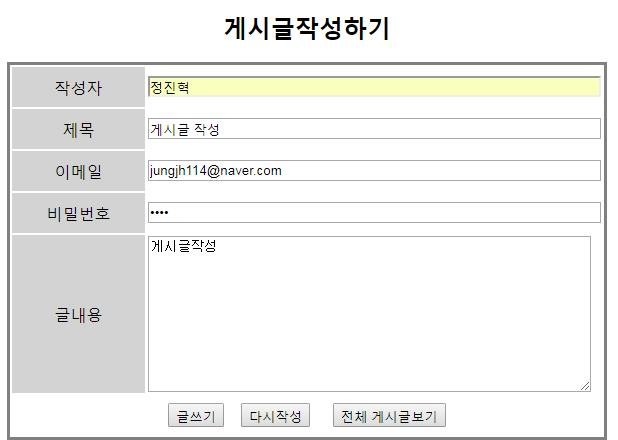 게시글작성하기
작성자 정진혁
제목 게시글 작성
이메일 jungjh114@naver.com
비밀번호 ••••
글내용 게시글작성
글쓰기 다시작성 전체 게시글보기